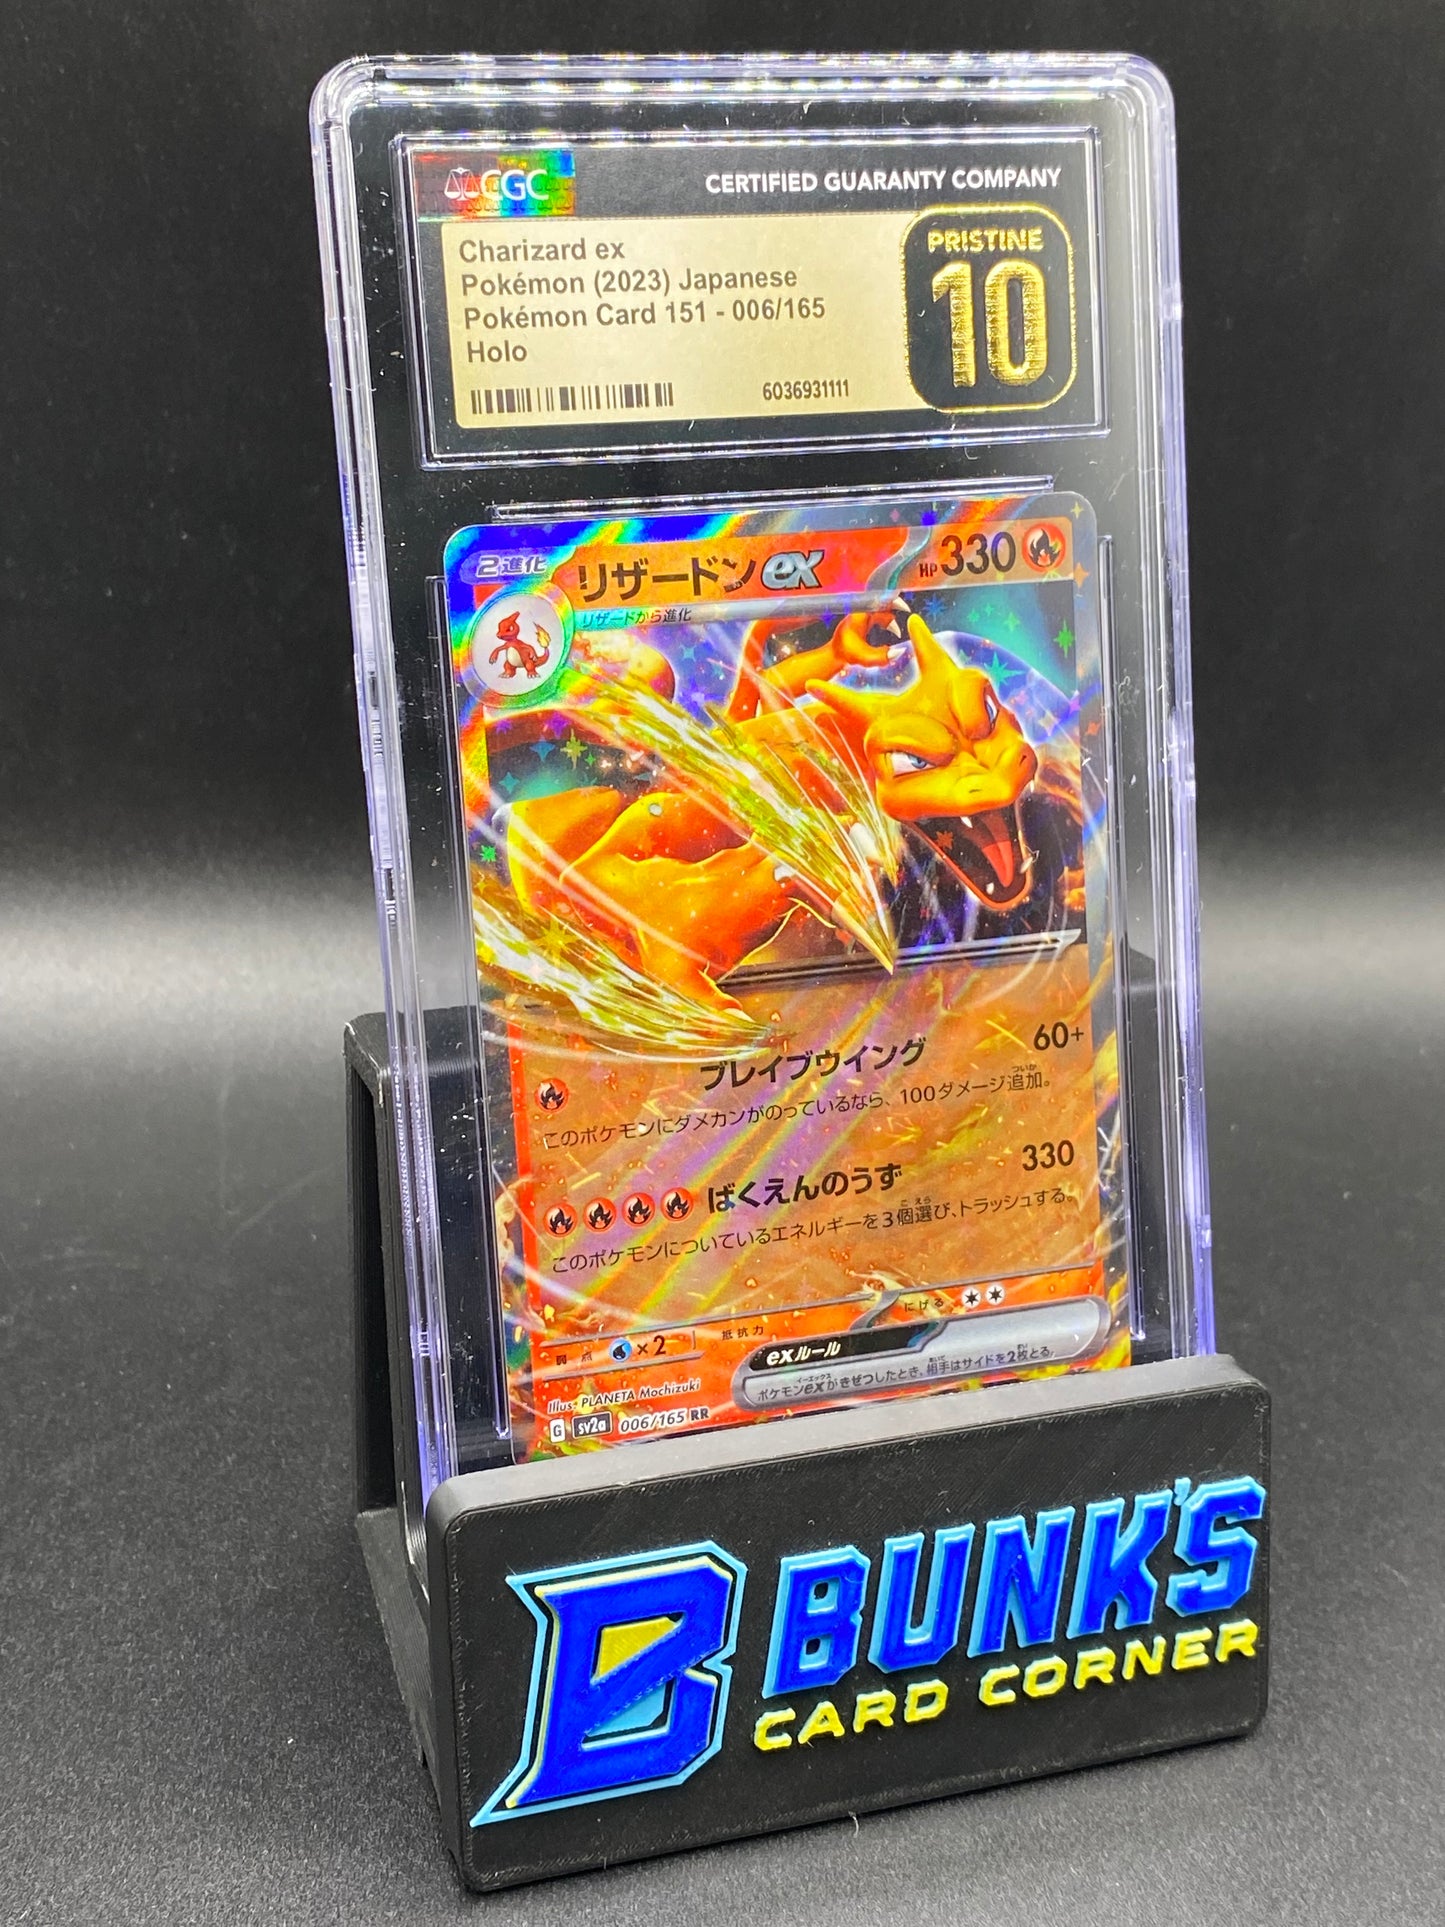 CGC
CERTIFIED GUARANTY COMPANY
Charizard ex
Pokémon (2023) Japanese
Pokémon Card 151 - 006/165
Holo
6036931111
PRISTINE
10
2進化
リザードンex
HP330
リザードから進化
ブレイブウイング
60+
このポケモンにダメカンがのっているなら、100ダメージ追加。
ばくえんのうず
330
このポケモンについているエネルギーを3個選び、トラッシュする。
弱点
×2
抵抗力
にげる
exルール
ポケモンexがきぜつしたとき、相手はサイドを2枚とる。
Illus. PLANETA Mochizuki
G sv2a 006/165 RR
B
BUNK'S
CARD CORNER